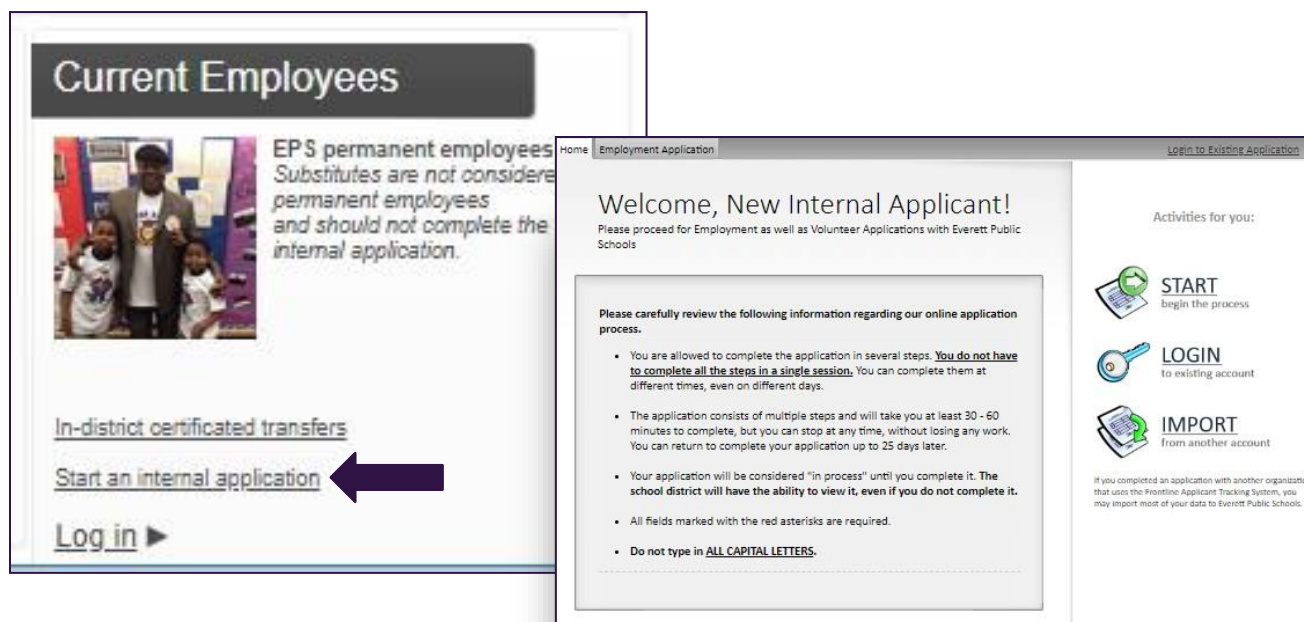 Current Employees
EPS permanent employees
Substitutes are not considere
permanent employees
and should not complete the
internal application.
In-district certificated transfers
Start an internal application
Log in
Home
Employment Application
Login to Existing Application
Welcome, New Internal Applicant!
Please proceed for Employment as well as Volunteer Applications with Everett Public
Schools
Please carefully review the following information regarding our online application
process.
• You are allowed to complete the application in several steps. You do not have
to complete all the steps in a single session. You can complete them at
different times, even on different days.
• The application consists of multiple steps and will take you at least 30 - 60
minutes to complete, but you can stop at any time, without losing any work.
You can return to complete your application up to 25 days later.
• Your application will be considered "in process" until you complete it. The
school district will have the ability to view it, even if you do not complete it.
• All fields marked with the red asterisks are required.
• Do not type in ALL CAPITAL LETTERS.
Activities for you:
START
begin the process
LOGIN
to existing account
IMPORT
from another account
If you completed an application with another organizatio
that uses the Frontline Applicant Tracking System, you
may import most of your data to Everett Public Schools.